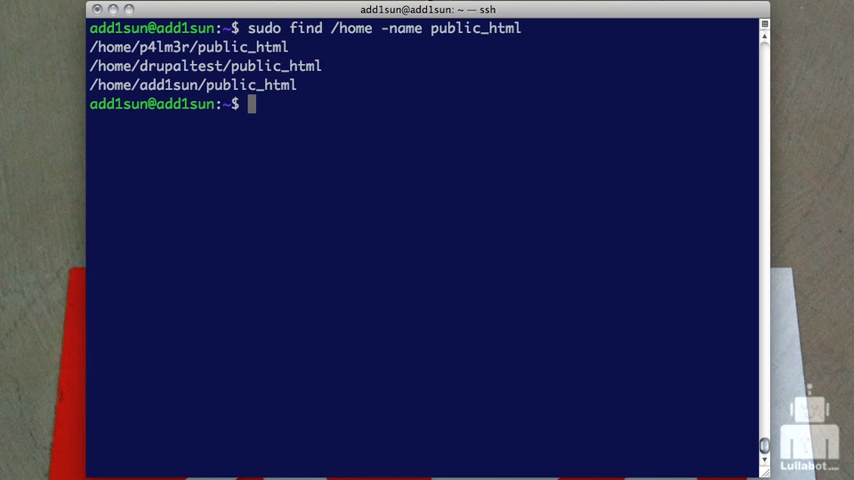 add1sun@add1sun: ~ — ssh
add1sun@add1sun:~$ sudo find /home -name public_html
/home/p4lm3r/public_html
/home/drupaltest/public_html
/home/add1sun/public_html
add1sun@add1sun:~$
Lullabot.com